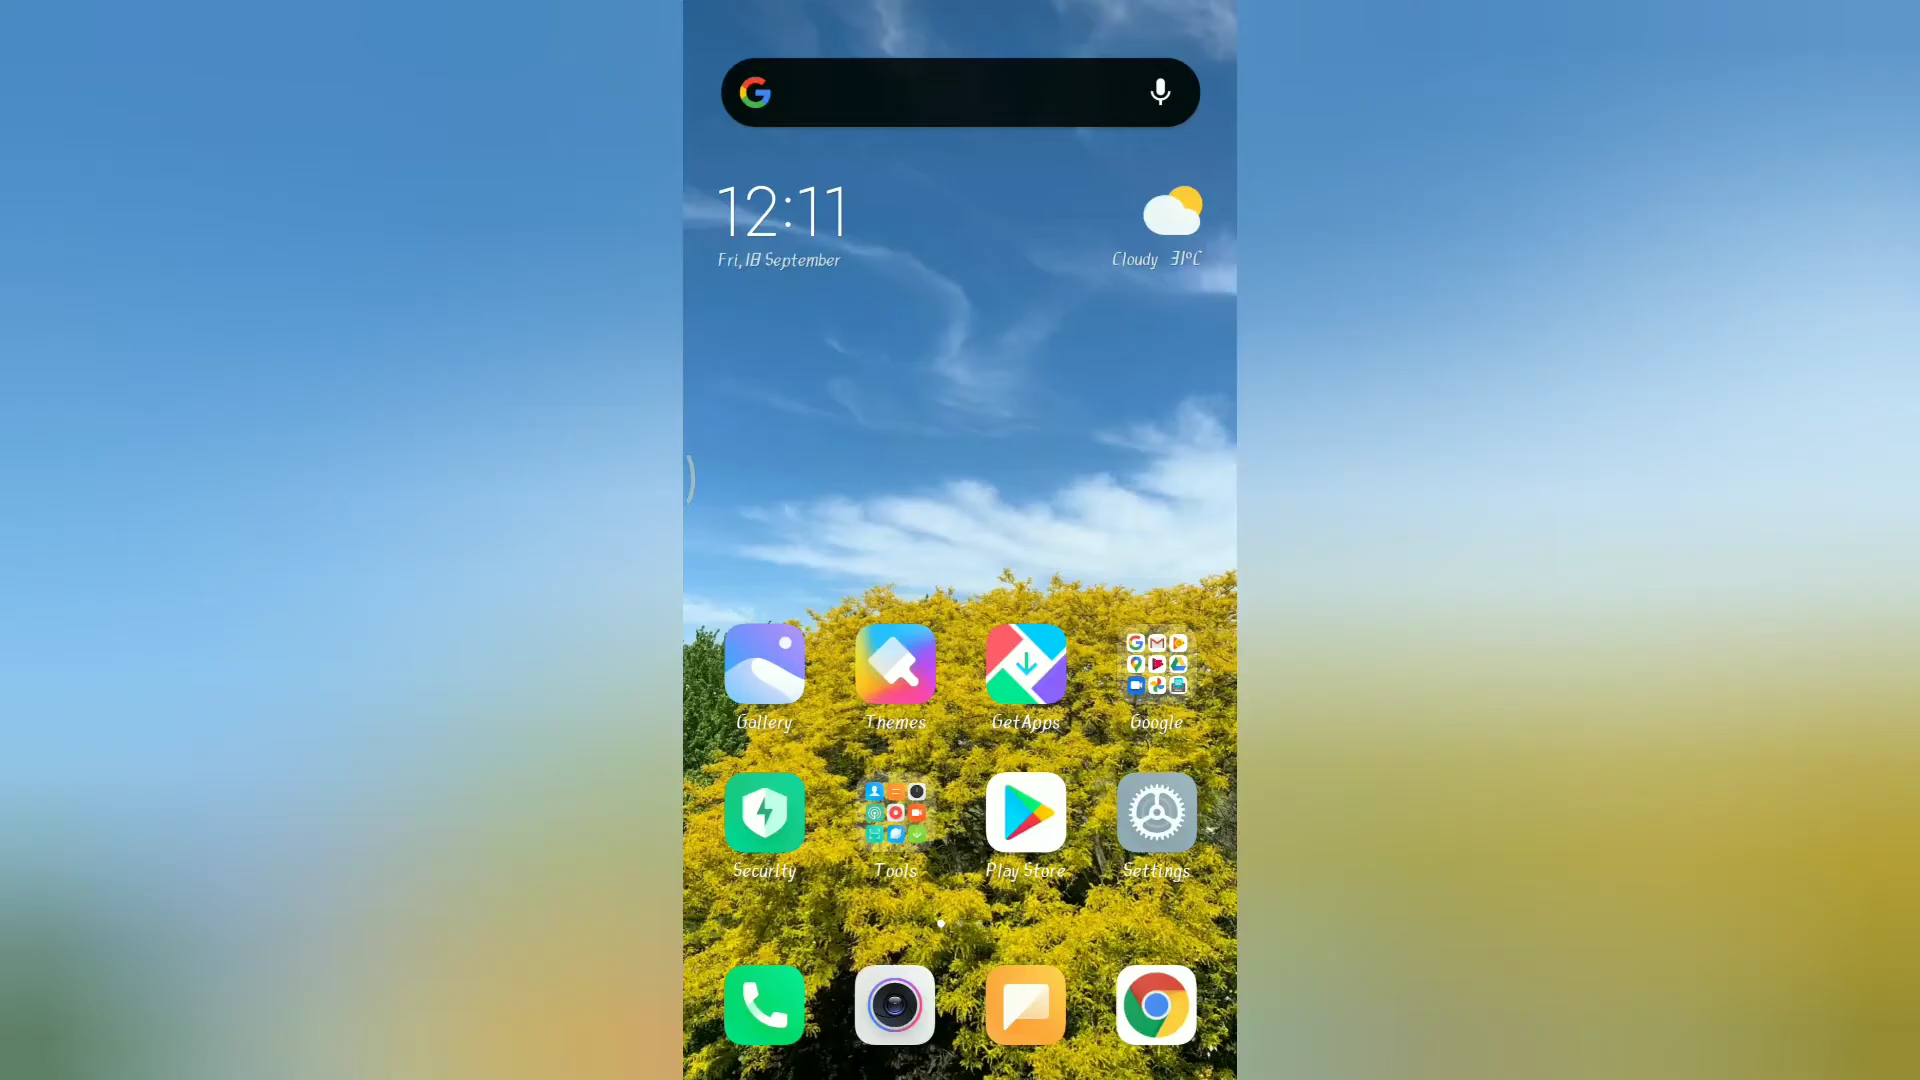 12:11
Fri, 18 September
Cloudy 31°C
Gallery
Themes
GetApps
Google
Security
Tools
Play Store
Settings